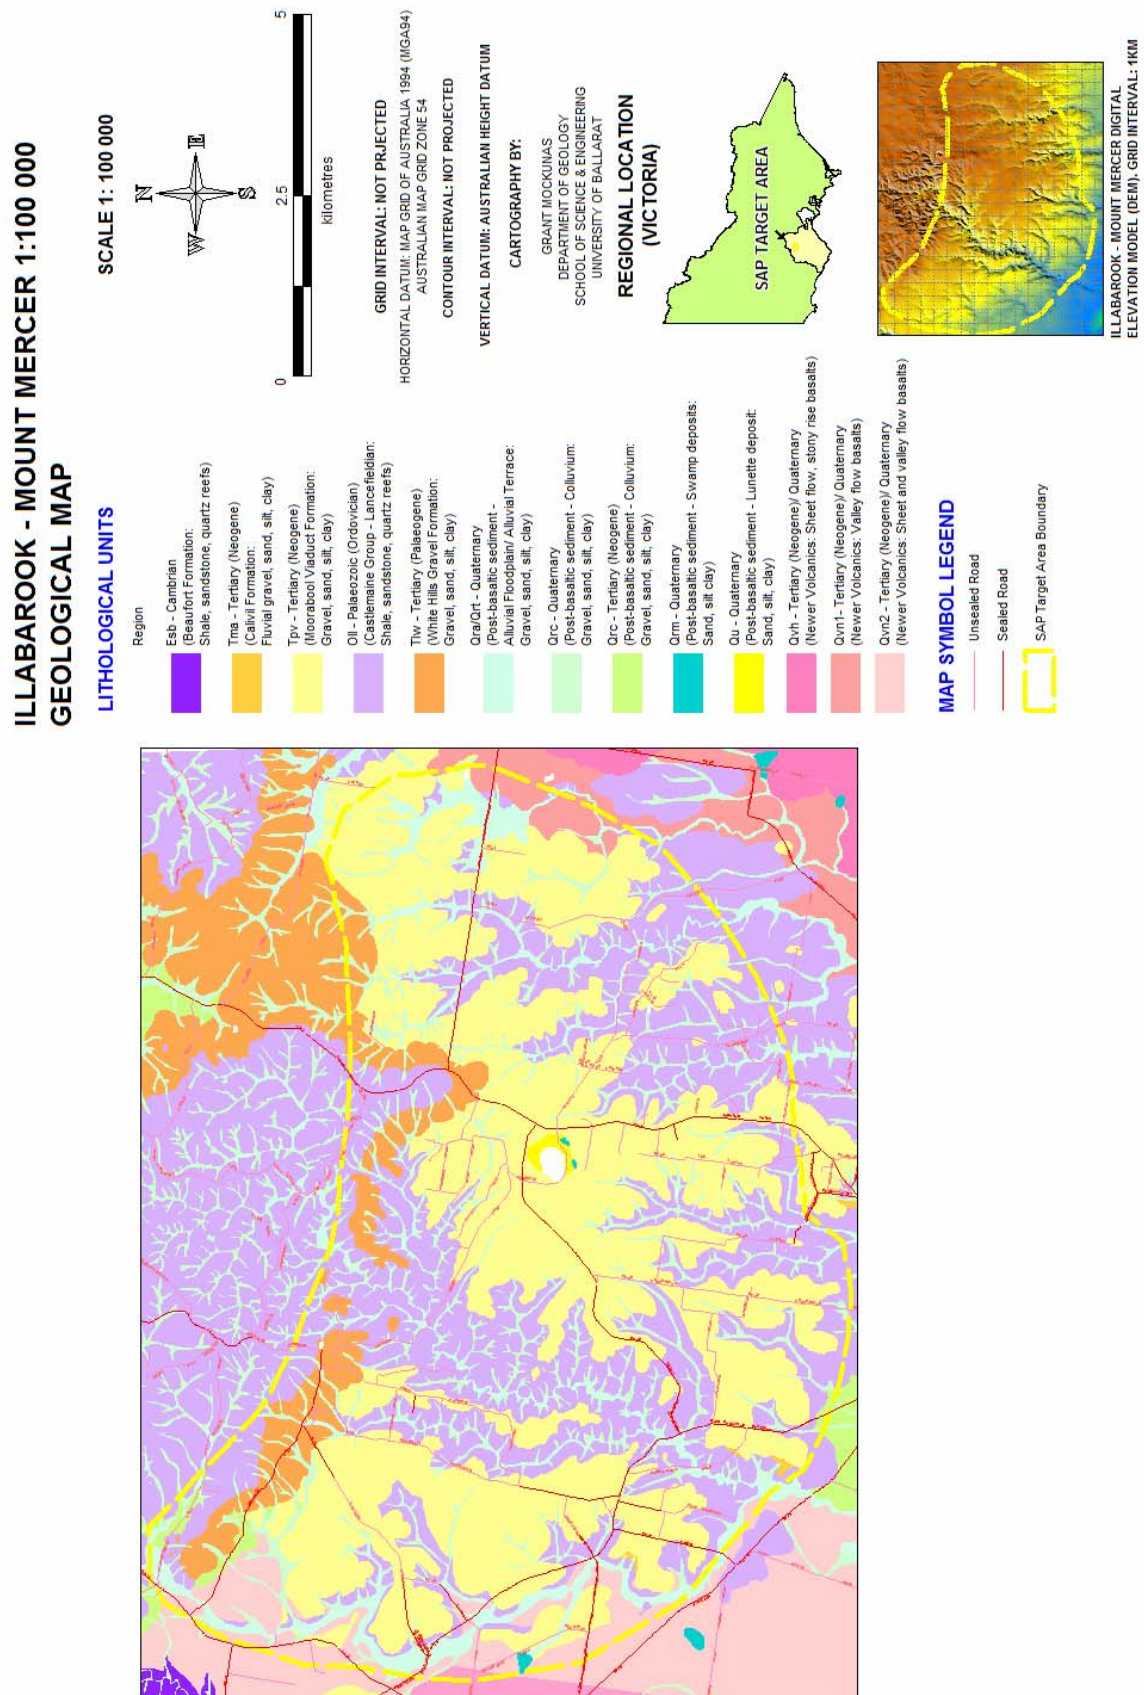 ILLABAROOK - MOUNT MERCER 1:100 000
GEOLOGICAL MAP
LITHOLOGICAL UNITS
Region
Esb - Cambrian
(Beaufort Formation:
Shale, sandstone, quartz reefs)
Tma - Tertiary (Neogene)
(Calivil Formation:
Fluvial gravel, sand, silt, clay)
Tpv - Tertiary (Neogene)
(Moorabool Viaduct Formation:
Gravel, sand, silt, clay)
Oll - Palaeozoic (Ordovician)
(Castlemaine Group - Lancefieldian:
Shale, sandstone, quartz reefs)
Tlw - Tertiary (Palaeogene)
(White Hills Gravel Formation:
Gravel, sand, silt, clay)
Qra/Qrt - Quaternary
(Post-basaltic sediment -
Alluvial Floodplain/ Alluvial Terrace:
Gravel, sand, silt, clay)
Qrc - Quaternary
(Post-basaltic sediment - Colluvium:
Gravel, sand, silt, clay)
Qrc - Tertiary (Neogene)
(Post-basaltic sediment - Colluvium:
Gravel, sand, silt, clay)
Qrm - Quaternary
(Post-basaltic sediment - Swamp deposits:
Sand, silt clay)
Qu - Quaternary
(Post-basaltic sediment - Lunette deposit:
Sand, silt, clay)
Qvh - Tertiary (Neogene)/ Quaternary
(Newer Volcanics: Sheet flow, stony rise basalts)
Qvn1- Tertiary (Neogene)/ Quaternary
(Newer Volcanics: Valley flow basalts)
Qvn2 - Tertiary (Neogene)/ Quaternary
(Newer Volcanics: Sheet and valley flow basalts)
MAP SYMBOL LEGEND
Unsealed Road
Sealed Road
SAP Target Area Boundary
SCALE 1: 100 000
N
W
E
S
0
2.5
5
kilometres
GRID INTERVAL: NOT PRJECTED
HORIZONTAL DATUM: MAP GRID OF AUSTRALIA 1994 (MGA94)
AUSTRALIAN MAP GRID ZONE 54
CONTOUR INTERVAL: NOT PROJECTED
VERTICAL DATUM: AUSTRALIAN HEIGHT DATUM
CARTOGRAPHY BY:
GRANT MOCKUNAS
DEPARTMENT OF GEOLOGY
SCHOOL OF SCIENCE & ENGINEERING
UNIVERSITY OF BALLARAT
REGIONAL LOCATION
(VICTORIA)
SAP TARGET AREA
ILLABAROOK - MOUNT MERCER DIGITAL
ELEVATION MODEL (DEM), GRID INTERVAL: 1KM